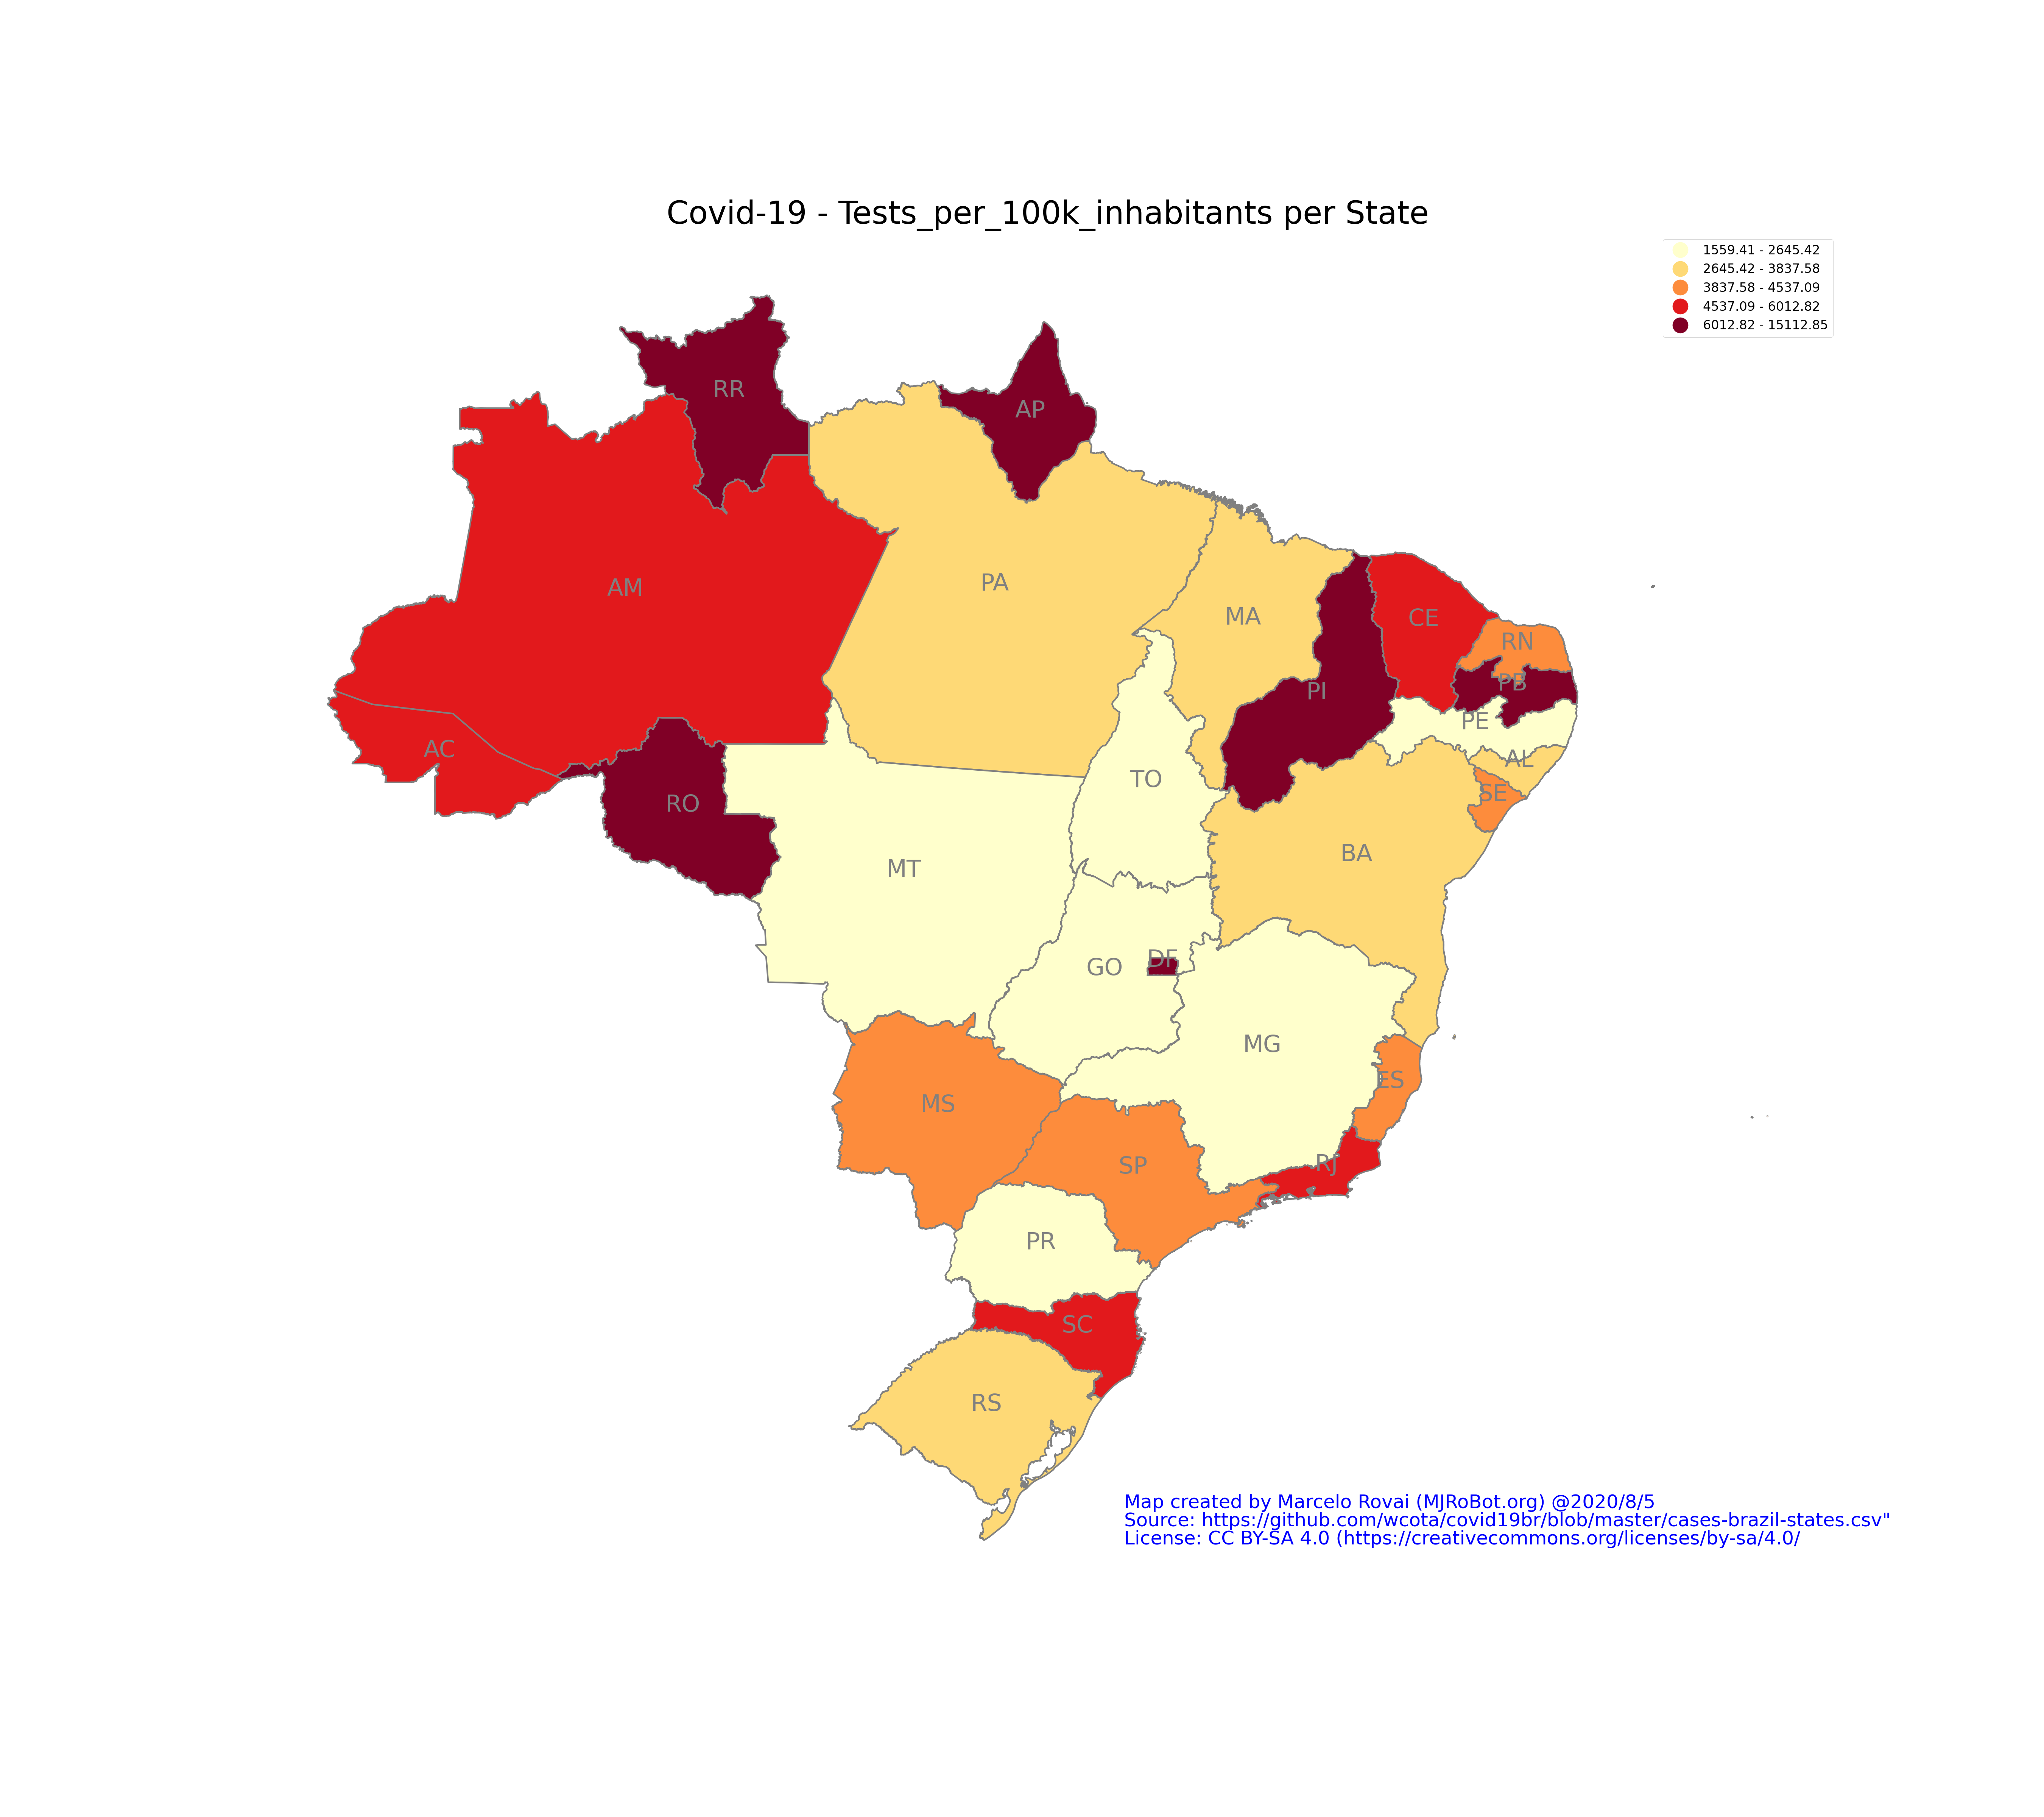 Covid-19 - Tests_per_100k_inhabitants per State
1559.41 - 2645.42
2645.42 - 3837.58
3837.58 - 4537.09
4537.09 - 6012.82
6012.82 - 15112.85
RR
AP
AM
PA
MA
CE
RN
PI
PB
PE
AC
AL
TO
SE
RO
BA
MT
DF
GO
MG
ES
MS
RJ
SP
PR
SC
RS
Map created by Marcelo Rovai (MJRoBot.org) @2020/8/5
Source: https://github.com/wcota/covid19br/blob/master/cases-brazil-states.csv"
License: CC BY-SA 4.0 (https://creativecommons.org/licenses/by-sa/4.0/